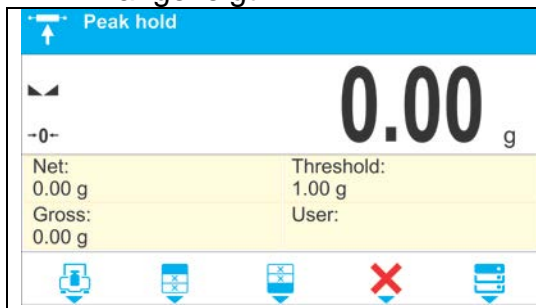 Peak hold
→0←
0.00 g
Net:
0.00 g
Threshold:
1.00 g
Gross:
0.00 g
User: